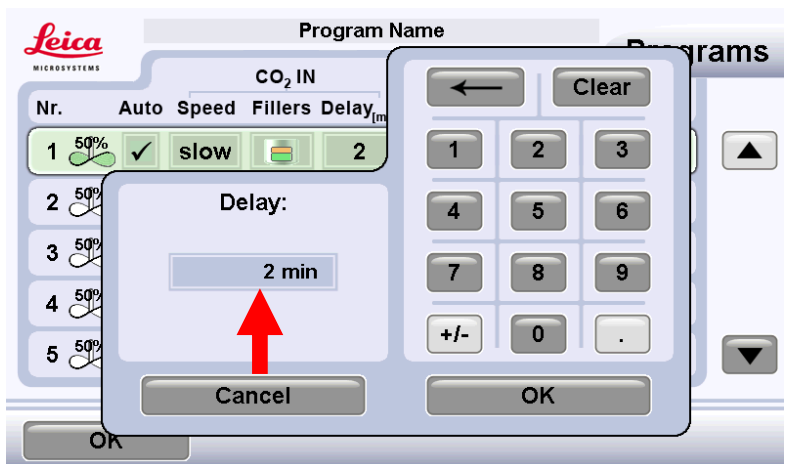 Leica
MICROSYSTEMS
Program Name
CO₂ IN
Nr. Auto Speed Fillers Delay[m
1 50% ✓ slow 2
2 50%
3 50%
4 50%
5 50%
OK
Delay:
2 min
Cancel
← Clear
1 2 3
4 5 6
7 8 9
+/- 0 .
OK